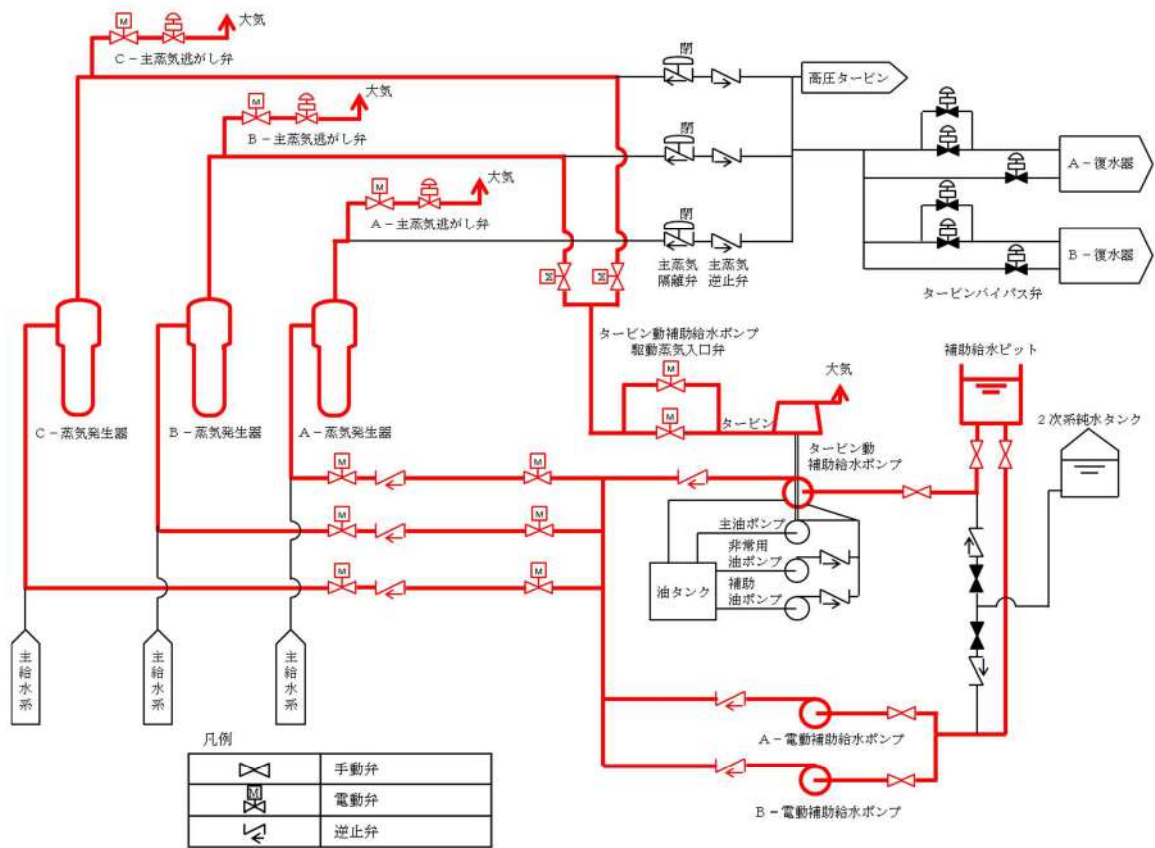 M
大気
C－主蒸気逃がし弁
M
大気
B－主蒸気逃がし弁
M
大気
A－主蒸気逃がし弁
閉
高圧タービン
閉
A－復水器
閉
主蒸気
隔離弁
主蒸気
逆止弁
B－復水器
タービンバイパス弁
M
M
C－蒸気発生器
B－蒸気発生器
A－蒸気発生器
タービン動補助給水ポンプ
駆動蒸気入口弁
M
M
タービン
大気
補助給水ピット
2次系純水タンク
タービン動
補助給水ポンプ
M
M
M
M
M
M
主油ポンプ
非常用
油ポンプ
補助
油ポンプ
油タンク
主給水系
主給水系
主給水系
A－電動補助給水ポンプ
B－電動補助給水ポンプ
凡例
手動弁
M
電動弁
逆止弁